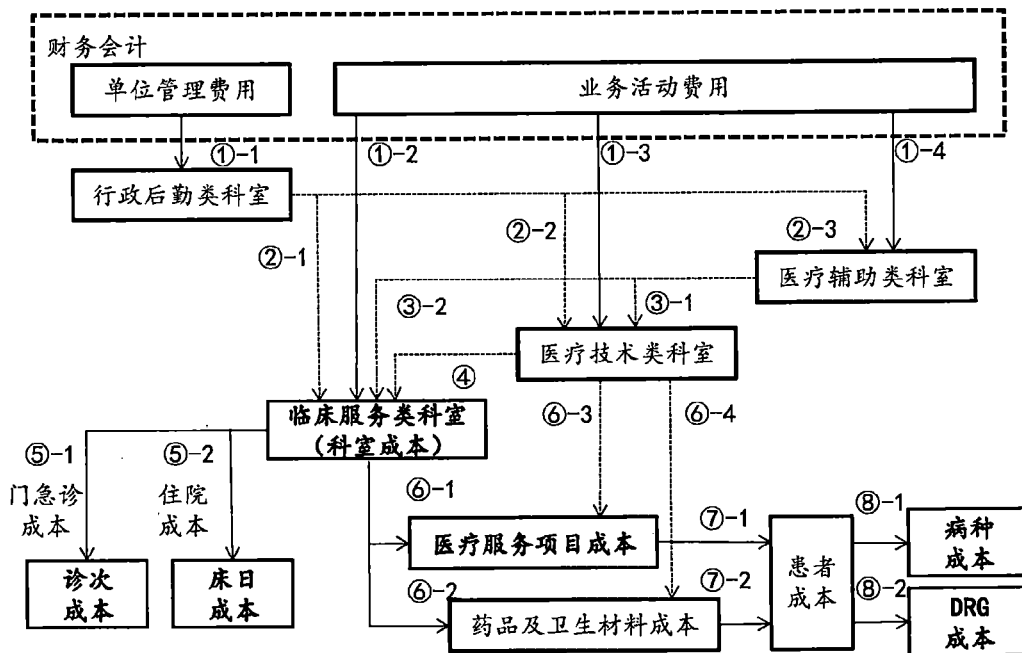 财务会计
单位管理费用
业务活动费用
①-1
①-2
①-3
①-4
行政后勤类科室
②-1
②-2
②-3
医疗辅助类科室
③-2
③-1
医疗技术类科室
④
⑥-3
⑥-4
临床服务类科室
(科室成本)
⑤-1
门急诊
成本
⑤-2
住院
成本
⑥-1
诊次
成本
床日
成本
医疗服务项目成本
⑦-1
⑥-2
药品及卫生材料成本
⑦-2
患者
成本
⑧-1
病种
成本
⑧-2
DRG
成本